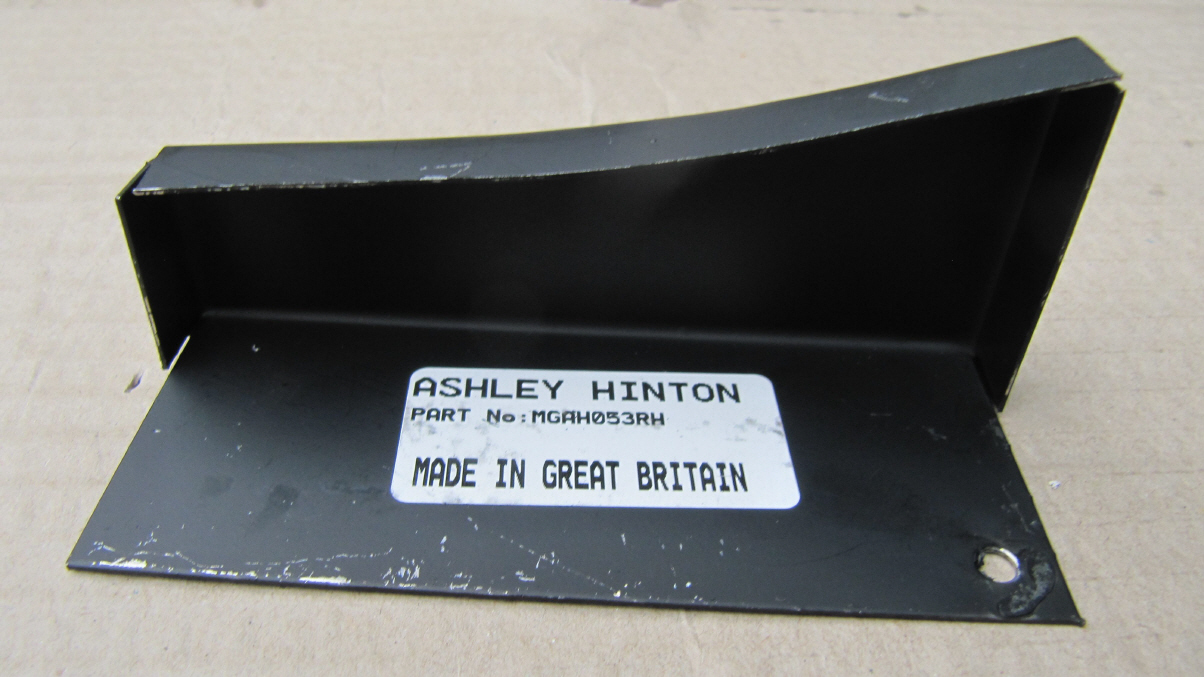 ASHLEY HINTON
PART No:MGAH053RH
MADE IN GREAT BRITAIN